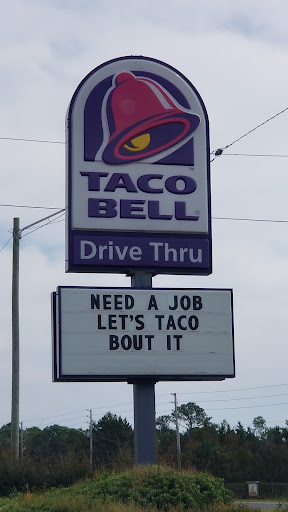 TACO
BELL
Drive Thru
NEED A JOB
LET'S TACO
BOUT IT